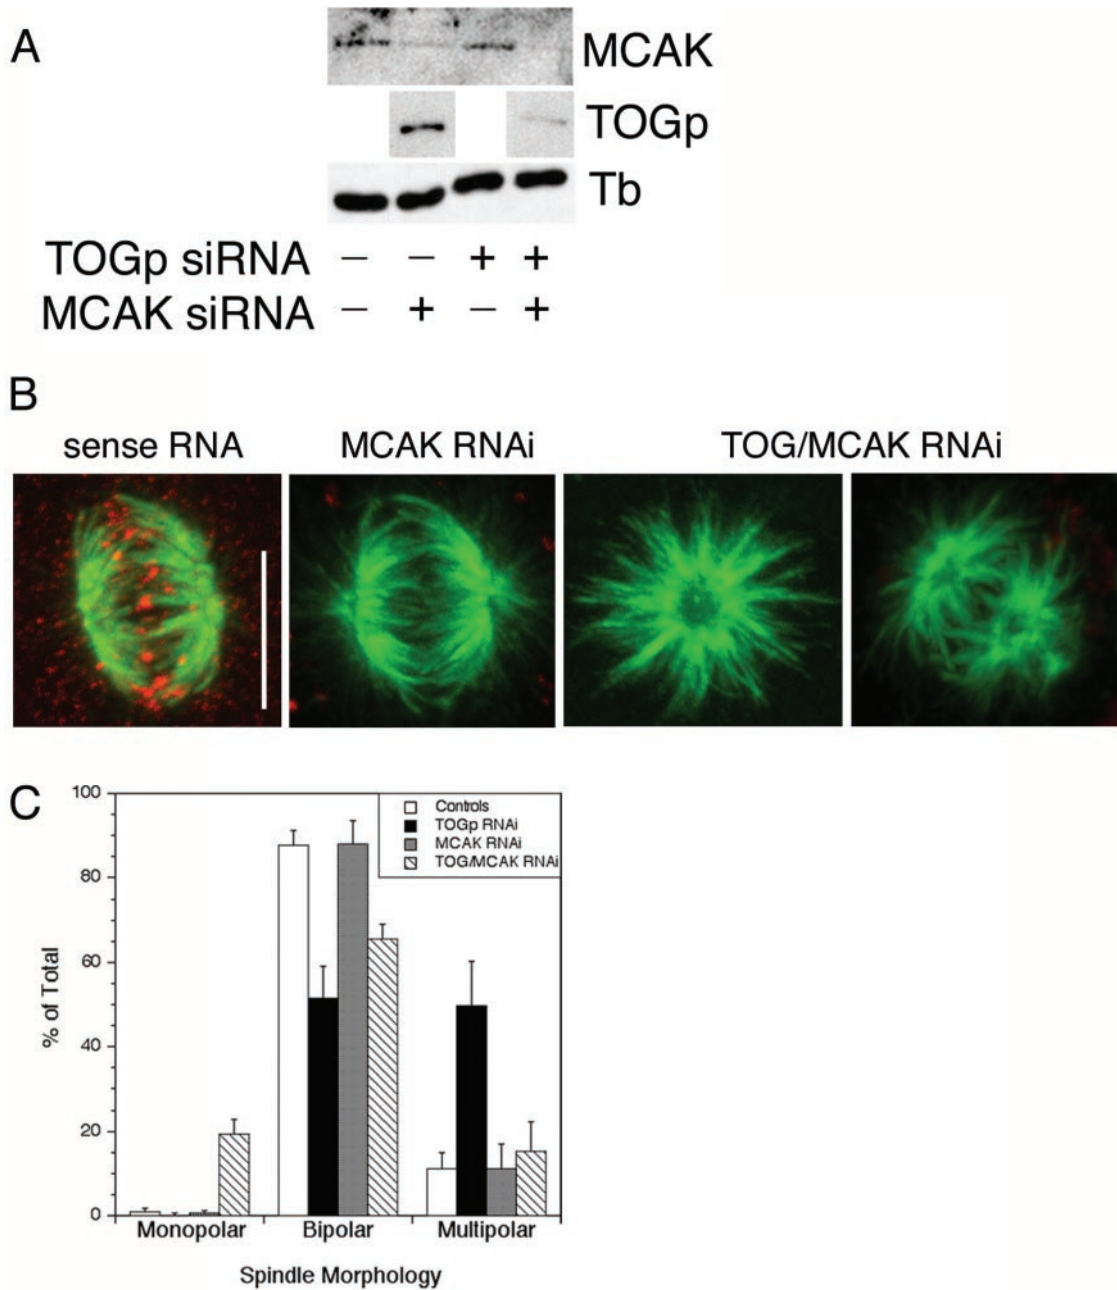 A
MCAK
TOGp
Tb
TOGp siRNA − − + +
MCAK siRNA − + − +
B
sense RNA MCAK RNAi TOG/MCAK RNAi
C
100
80
60
40
20
0
% of Total
Controls
TOGp RNAi
MCAK RNAi
TOG/MCAK RNAi
Monopolar Bipolar Multipolar
Spindle Morphology